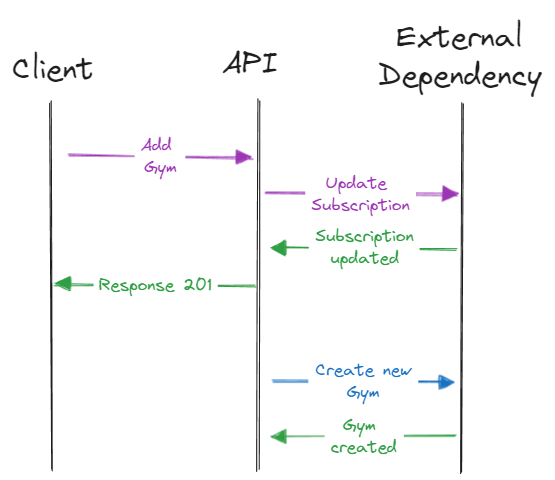 Client
API
External
Dependency
Add
Gym
Update
Subscription
Subscription
updated
Response 201
Create new
Gym
Gym
created